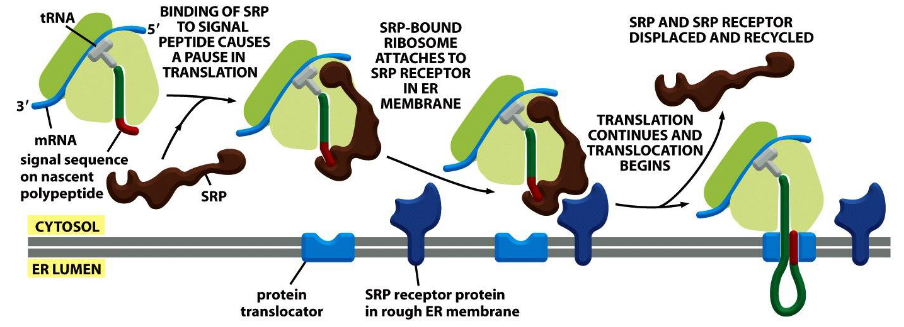 tRNA
5′
BINDING OF SRP
TO SIGNAL
PEPTIDE CAUSES
A PAUSE IN
TRANSLATION
3′
mRNA
signal sequence
on nascent
polypeptide
SRP
SRP-BOUND
RIBOSOME
ATTACHES TO
SRP RECEPTOR
IN ER
MEMBRANE
SRP AND SRP RECEPTOR
DISPLACED AND RECYCLED
TRANSLATION
CONTINUES AND
TRANSLOCATION
BEGINS
CYTOSOL
ER LUMEN
protein
translocator
SRP receptor protein
in rough ER membrane